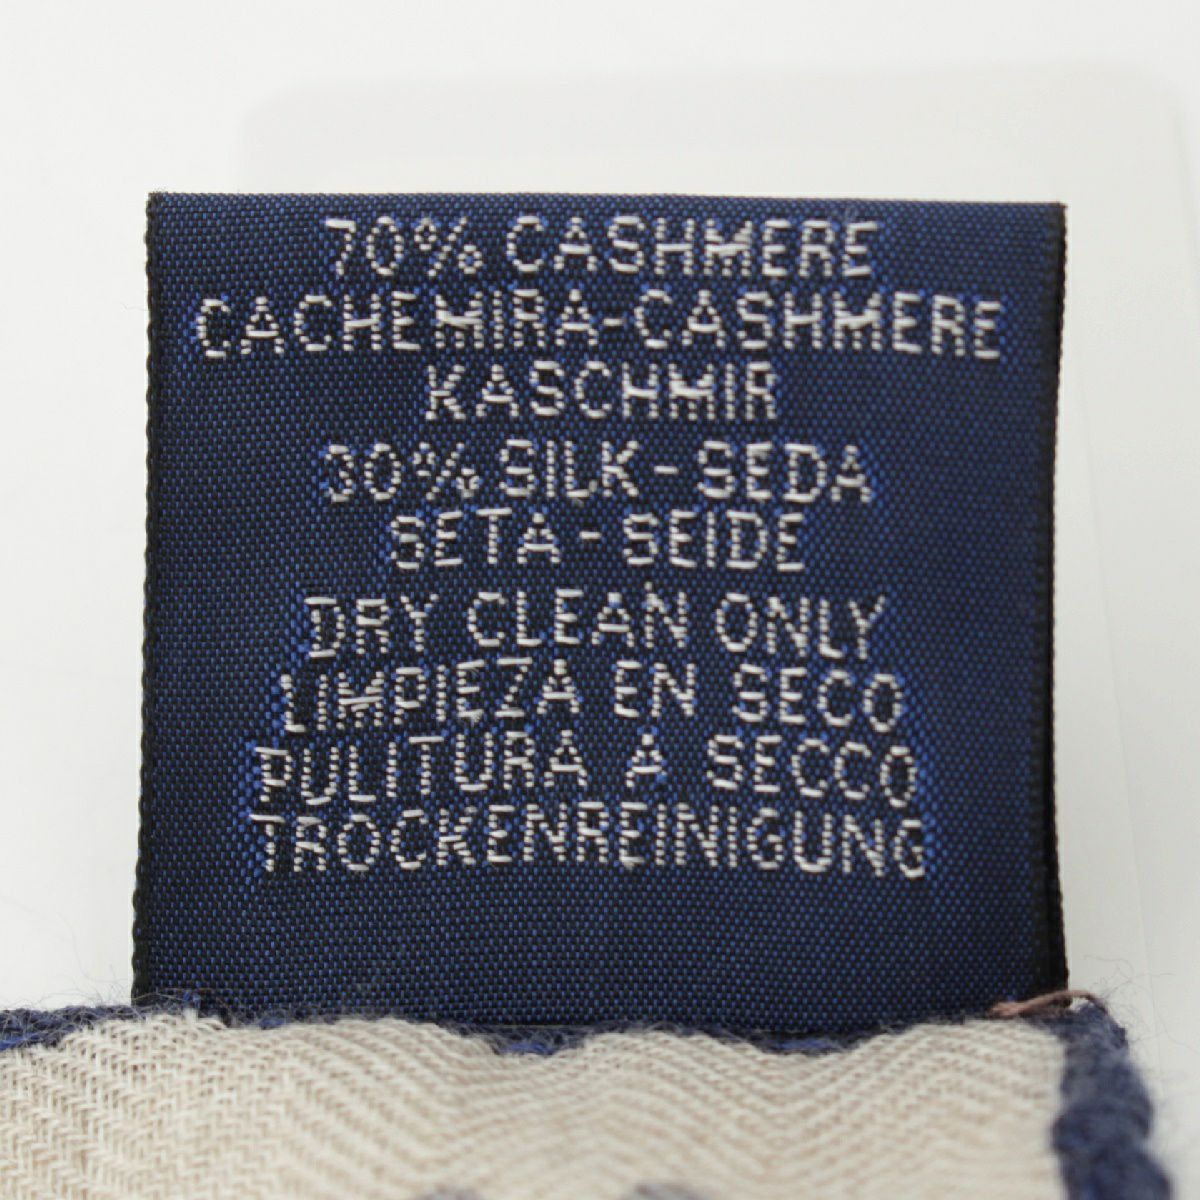 70% CASHMERE
CACHEMIRA-CASHMERE
KASCHMIR
30% SILK-SEDA
SETA-SEIDE
DRY CLEAN ONLY
LIMPIEZA EN SECO
PULITURA A SECCO
TROCKENREINIGUNG